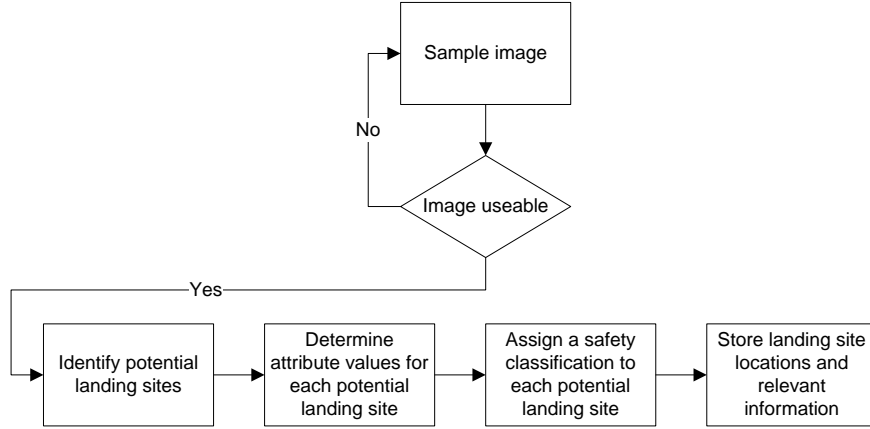 Sample image
No
Image useable
Yes
Identify potential
landing sites
Determine
attribute values for
each potential
landing site
Assign a safety
classification to
each potential
landing site
Store landing site
locations and
relevant
information